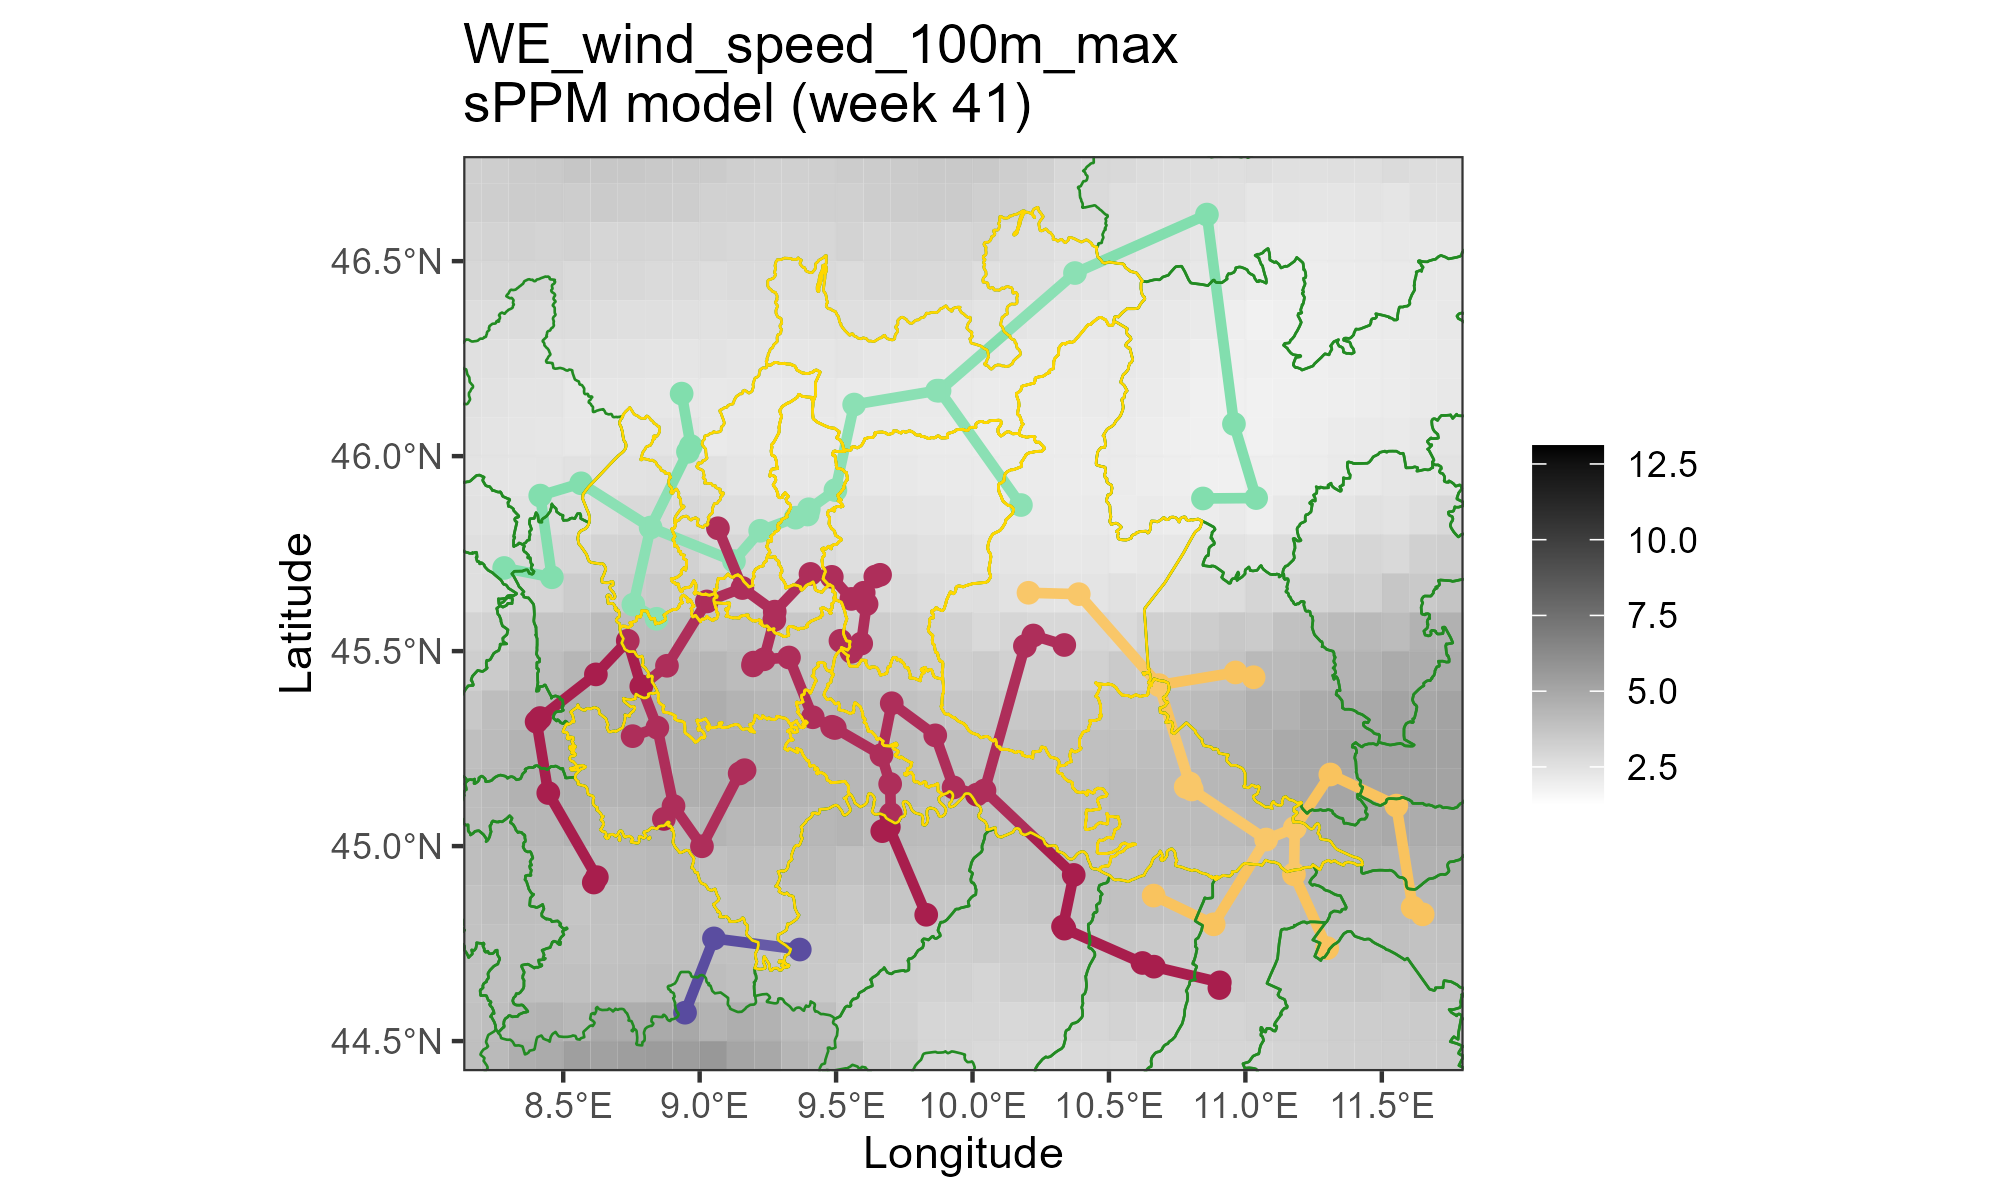 WE_wind_speed_100m_max
sPPM model (week 41)
Latitude
46.5°N
46.0°N
45.5°N
45.0°N
44.5°N
8.5°E
9.0°E
9.5°E
10.0°E
10.5°E
11.0°E
11.5°E
Longitude
12.5
10.0
7.5
5.0
2.5